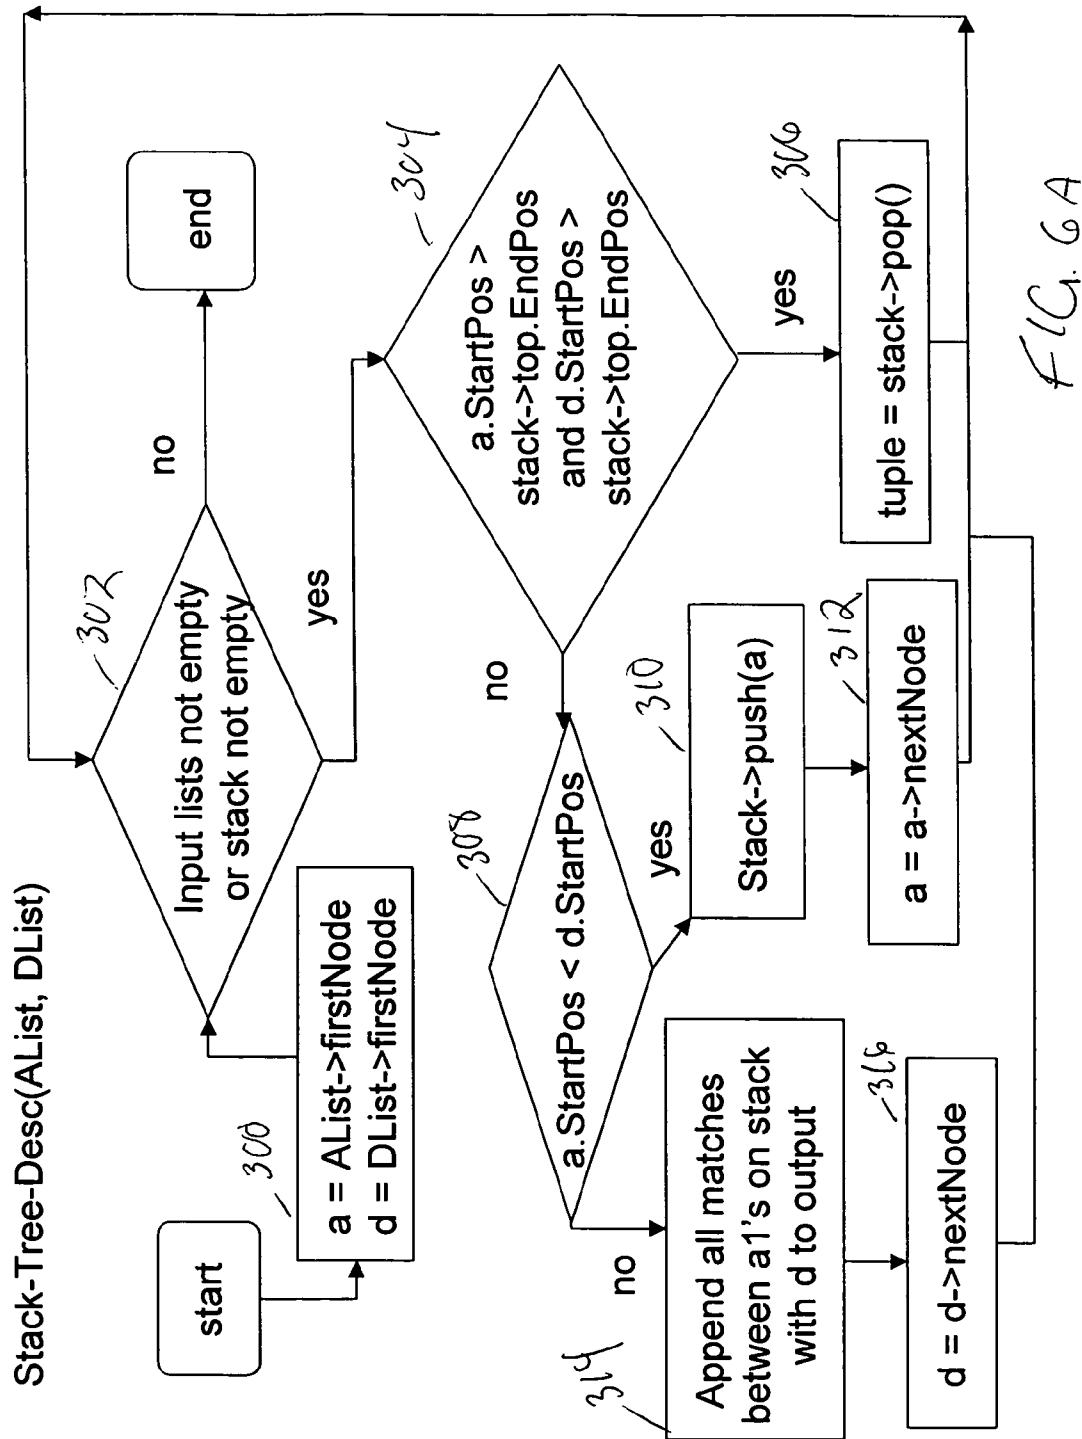 Stack-Tree-Desc(AList, DList)
start
300
a = AList->firstNode
d = DList->firstNode
302
Input lists not empty
or stack not empty
no
end
yes
304
a.StartPos >
stack->top.EndPos
and d.StartPos >
stack->top.EndPos
yes
306
tuple = stack->pop()
no
308
a.StartPos < d.StartPos
yes
310
Stack->push(a)
312
a = a->nextNode
no
314
Append all matches
between a1's on stack
with d to output
316
d = d->nextNode
FIG. 6A